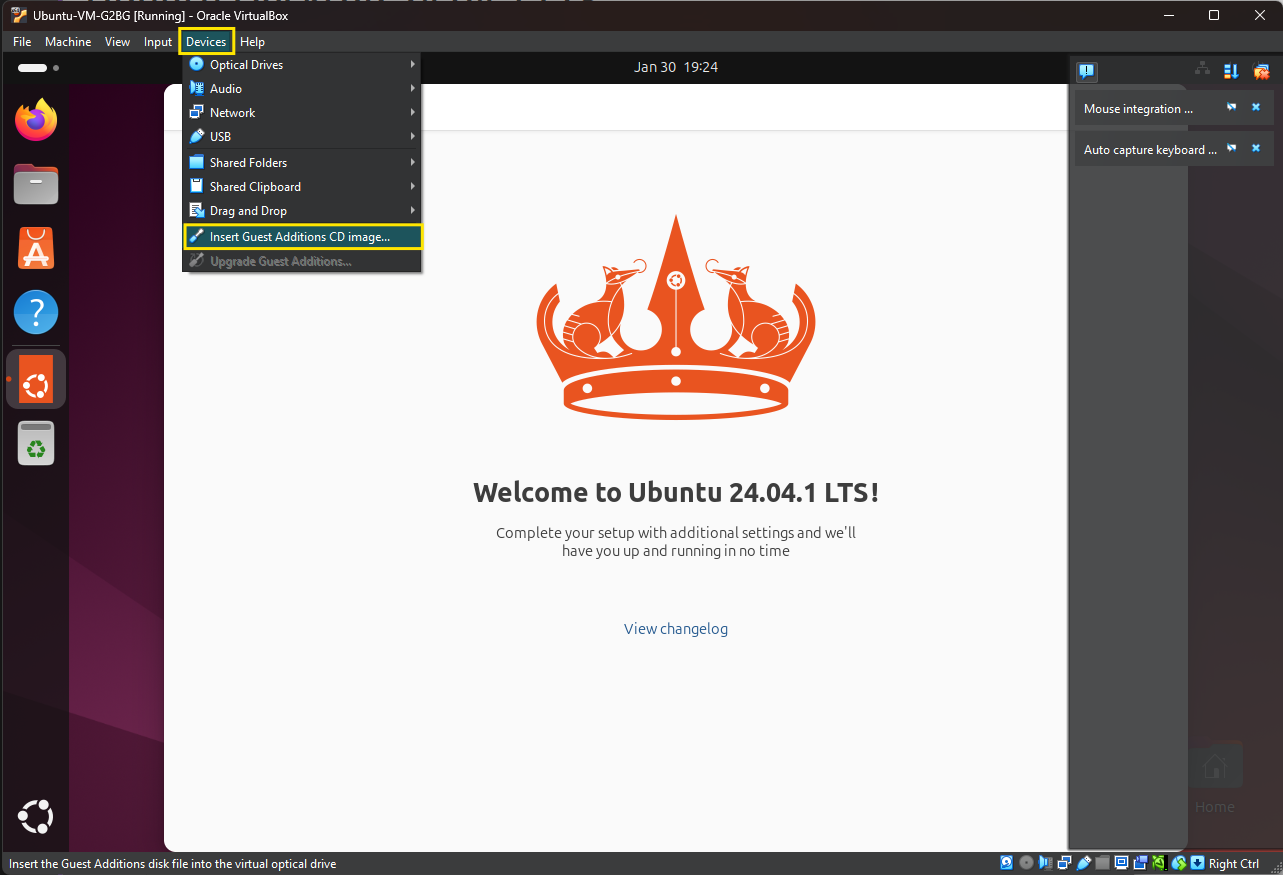 Ubuntu-VM-G2BG [Running] - Oracle VirtualBox
File Machine View Input Devices Help
Optical Drives
Audio
Network
USB
Shared Folders
Shared Clipboard
Drag and Drop
Insert Guest Additions CD image...
Upgrade Guest Additions...
Jan 30 19:24
Mouse integration ...
Auto capture keyboard ...
Welcome to Ubuntu 24.04.1 LTS!
Complete your setup with additional settings and we'll
have you up and running in no time
View changelog
Home
Insert the Guest Additions disk file into the virtual optical drive
Right Ctrl